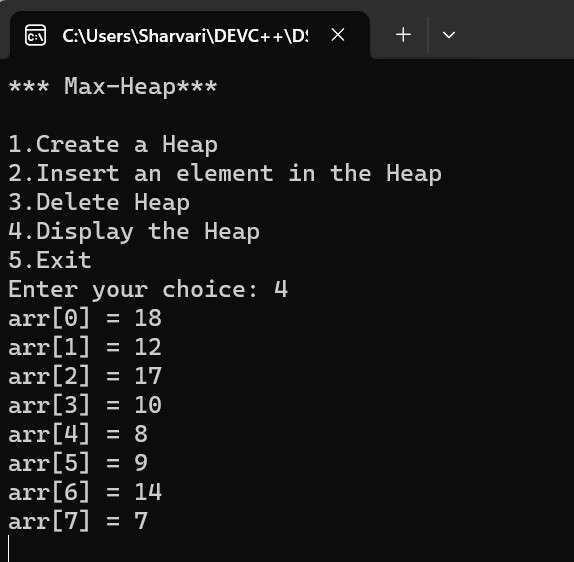 C:\Users\Sharvari\DEVC++\DS
*** Max-Heap***
1.Create a Heap
2.Insert an element in the Heap
3.Delete Heap
4.Display the Heap
5.Exit
Enter your choice: 4
arr[0] = 18
arr[1] = 12
arr[2] = 17
arr[3] = 10
arr[4] = 8
arr[5] = 9
arr[6] = 14
arr[7] = 7